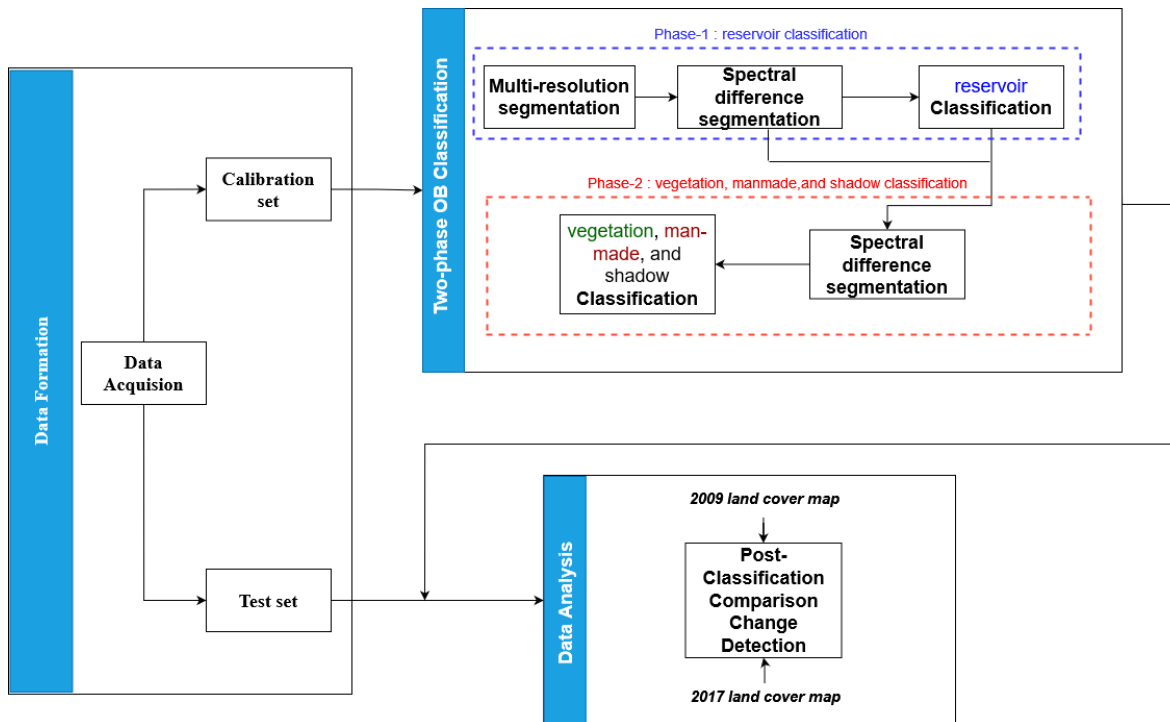 Data Formation
Data
Acquision
Calibration
set
Test set
Two-phase OB Classification
Phase-1 : reservoir classification
Multi-resolution
segmentation
Spectral
difference
segmentation
reservoir
Classification
Phase-2 : vegetation, manmade,and shadow classification
vegetation, man-
made, and
shadow
Classification
Spectral
difference
segmentation
Data Analysis
2009 land cover map
Post-
Classification
Comparison
Change
Detection
2017 land cover map